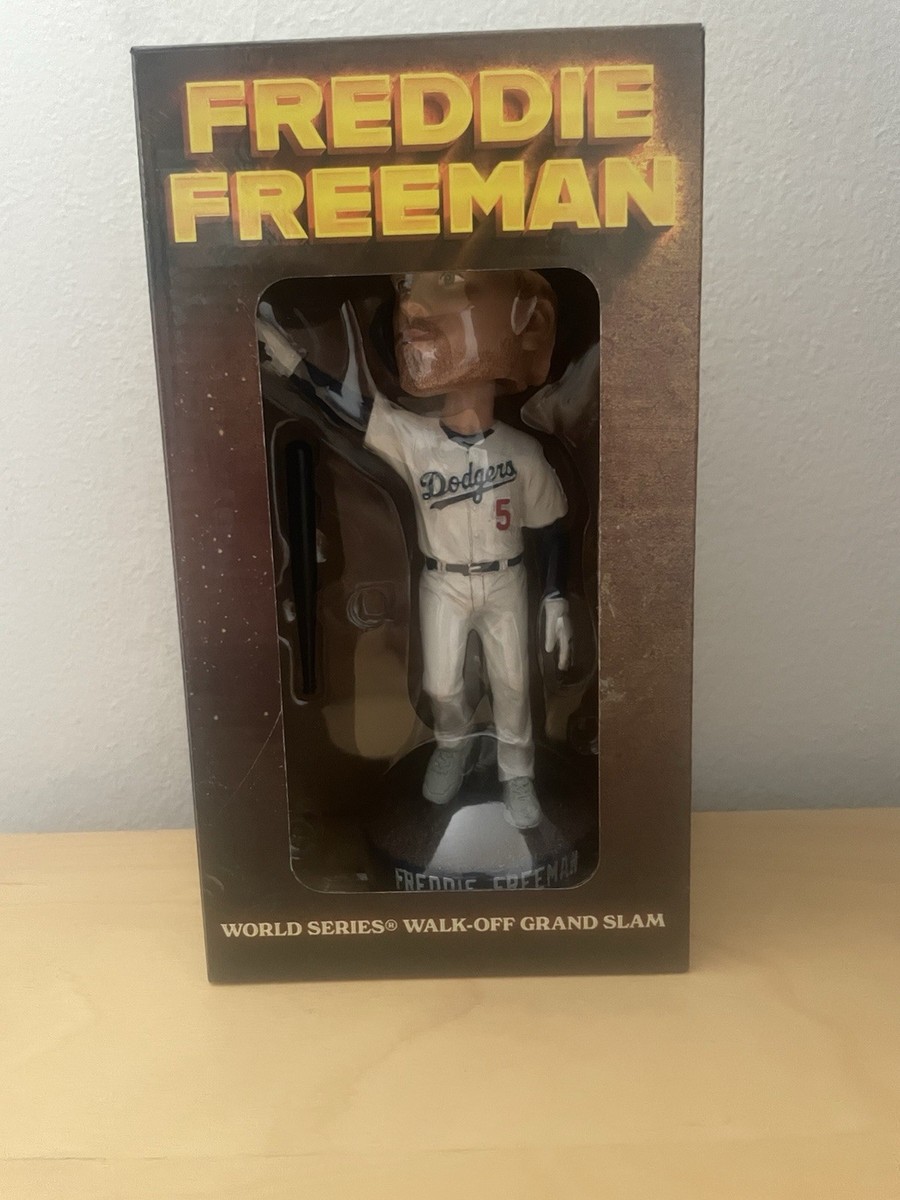 FREDDIE
FREEMAN
Dodgers
5
FREDDIE FREEMAN
WORLD SERIES® WALK-OFF GRAND SLAM